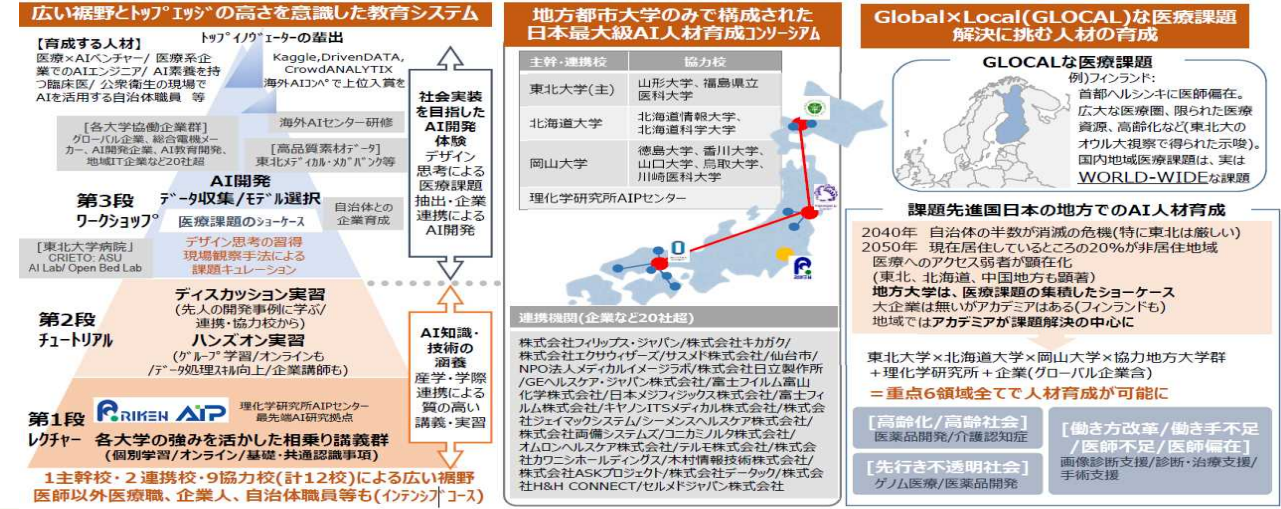 広い裾野とﾄｯﾌﾟｴｯｼﾞの高さを意識した教育システム
ﾄｯﾌﾟｲﾉｳﾞｪｰﾀｰの輩出
【育成する人材】
医療×AIベンチャー/ 医療系企
業でのAIエンジニア/ AI素養を持
つ臨床医/ 公衆衛生の現場で
AIを活用する自治体職員 等
Kaggle,DrivenDATA,
CrowdANALYTIX
海外AIｺﾝﾍﾟで上位入賞を
海外AIセンター研修
[各大学協働企業群]
グローバル企業、総合電機メー
カー、AI開発企業、AI教育開発、
地域IT企業など20社超
[高品質素材データ]
東北ﾒﾃﾞｨｶﾙ・ﾒｶﾞﾊﾞﾝｸ等
第3段
ワークショップ
AI開発
ﾃﾞｰﾀ収集/ﾓﾃﾞﾙ選択
医療課題のｼｮｰｹｰｽ
自治体との
企業育成
[東北大学病院]
CRIETO: ASU
AI Lab/ Open Bed Lab
デザイン思考の習得
現場観察手法による
課題キュレーション
社会実装
を目指した
AI開発
体験
デザイン
思考による
医療課題
抽出・企業
連携による
AI開発
第2段
チュートリアル
ディスカッション実習
(先人の開発事例に学ぶ/
連携・協力校から)
ハンズオン実習
(ｸﾞﾙｰﾌﾟ学習/オンラインも
/ﾃﾞｰﾀ処理ｽｷﾙ向上/企業講師も)
AI知識・
技術の
涵養
産学・学際
連携による
質の高い
講義・実習
第1段
レクチャー
RIKEN AIP
理化学研究所AIPセンター
最先端AI研究拠点
各大学の強みを活かした相乗り講義群
(個別学習/オンライン/基礎・共通認識事項)
1主幹校・２連携校・9協力校(計12校)による広い裾野
医師以外医療職、企業人、自治体職員等も(ｲﾝﾃﾝｼﾌﾞｺｰｽ)
地方都市大学のみで構成された
日本最大級AI人材育成ｺﾝｿｰｼｱﾑ
主幹・連携校 協力校
東北大学(主) 山形大学、福島県立
医科大学
北海道大学 北海道情報大学、
北海道科学大学
岡山大学 徳島大学、香川大学、
山口大学、鳥取大学、
川崎医科大学
理化学研究所AIPセンター
RIKEN
連携機関(企業など20社超)
株式会社フィリップス・ジャパン/株式会社キカガク/
株式会社エクサウィザーズ/サスメド株式会社/仙台市/
NPO法人メディカルイメージラボ/株式会社日立製作所
/GEヘルスケア・ジャパン株式会社/富士フイルム富山
化学株式会社/日本メジフィジックス株式会社/富士フィ
ルム株式会社/キヤノンITSメディカル株式会社/株式会
社ジェイマックシステム/シーメンスヘルスケア株式会社/
株式会社両備システムズ/コニカミノルタ株式会社/
オムロンヘルスケア株式会社/テルモ株式会社/株式会
社カワニシホールディングス/木村情報技術株式会社/
株式会社ASKプロジェクト/株式会社データック/株式会
社H&H CONNECT/セルメドジャパン株式会社
Global×Local(GLOCAL)な医療課題
解決に挑む人材の育成
GLOCALな医療課題
例)フィンランド:
首都ヘルシンキに医師偏在。
広大な医療圏、限られた医療
資源、高齢化など(東北大の
オウル大視察で得られた示唆)。
国内地域医療課題は、実は
WORLD-WIDEな課題
課題先進国日本の地方でのAI人材育成
2040年 自治体の半数が消滅の危機(特に東北は厳しい)
2050年 現在居住しているところの20%が非居住地域
医療へのアクセス弱者が顕在化
(東北、北海道、中国地方も顕著)
地方大学は、医療課題の集積したショーケース
大企業は無いがアカデミアはある(フィンランドも)
地域ではアカデミアが課題解決の中心に
東北大学×北海道大学×岡山大学×協力地方大学群
＋理化学研究所＋企業(グローバル企業含)
＝重点6領域全てで人材育成が可能に
[高齢化/高齢社会]
医薬品開発/介護認知症
[先行き不透明社会]
ゲノム医療/医薬品開発
[働き方改革/働き手不足
/医師不足/医師偏在]
画像診断支援/診断・治療支援/
手術支援